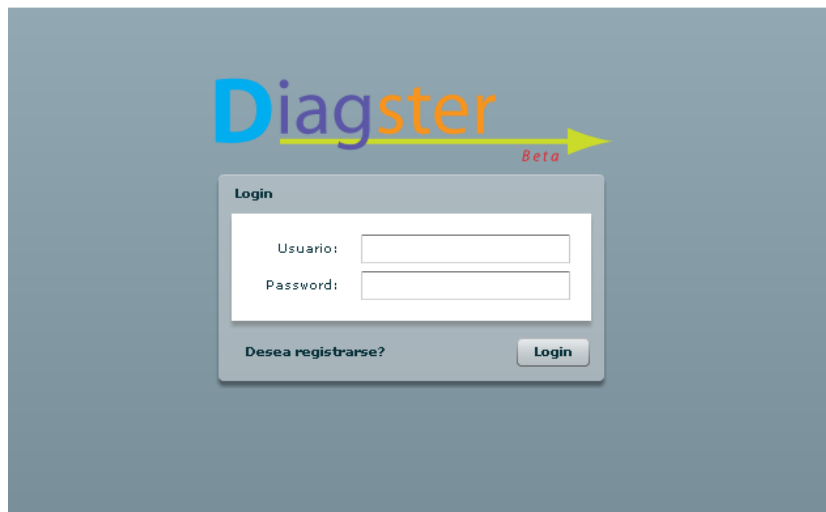 Diagster
Beta
Login
Usuario:
Password:
Desea registrarse? Login